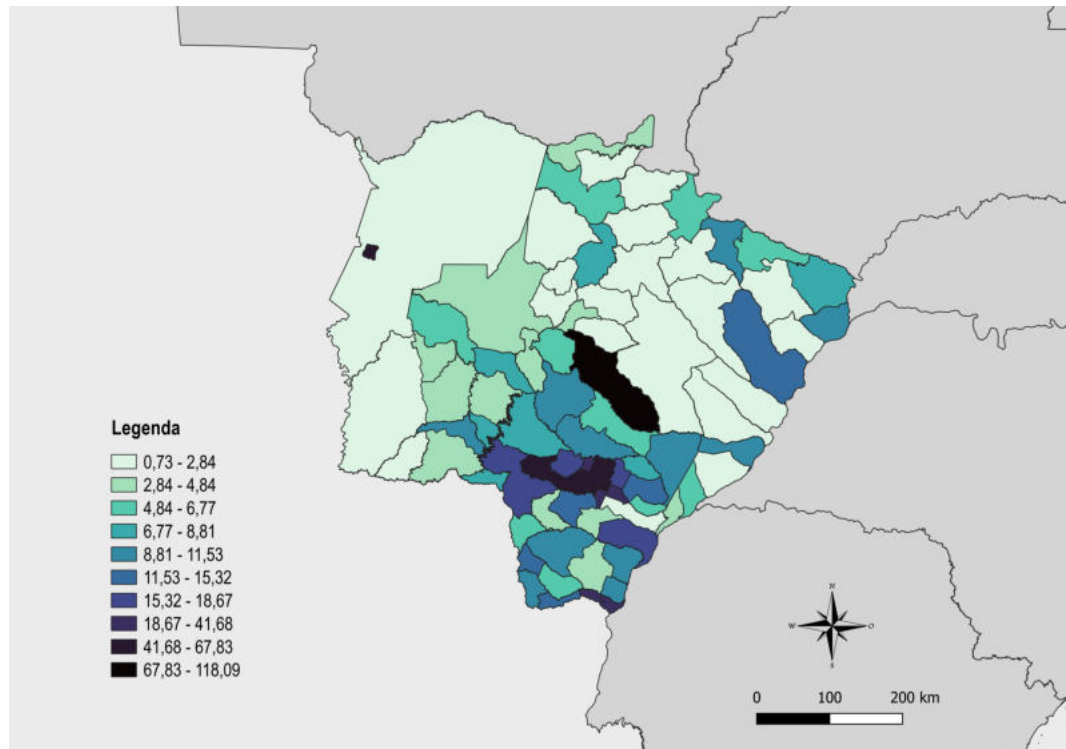 Legenda
0,73 - 2,84
2,84 - 4,84
4,84 - 6,77
6,77 - 8,81
8,81 - 11,53
11,53 - 15,32
15,32 - 18,67
18,67 - 41,68
41,68 - 67,83
67,83 - 118,09
N
W
O
S
0 100 200 km